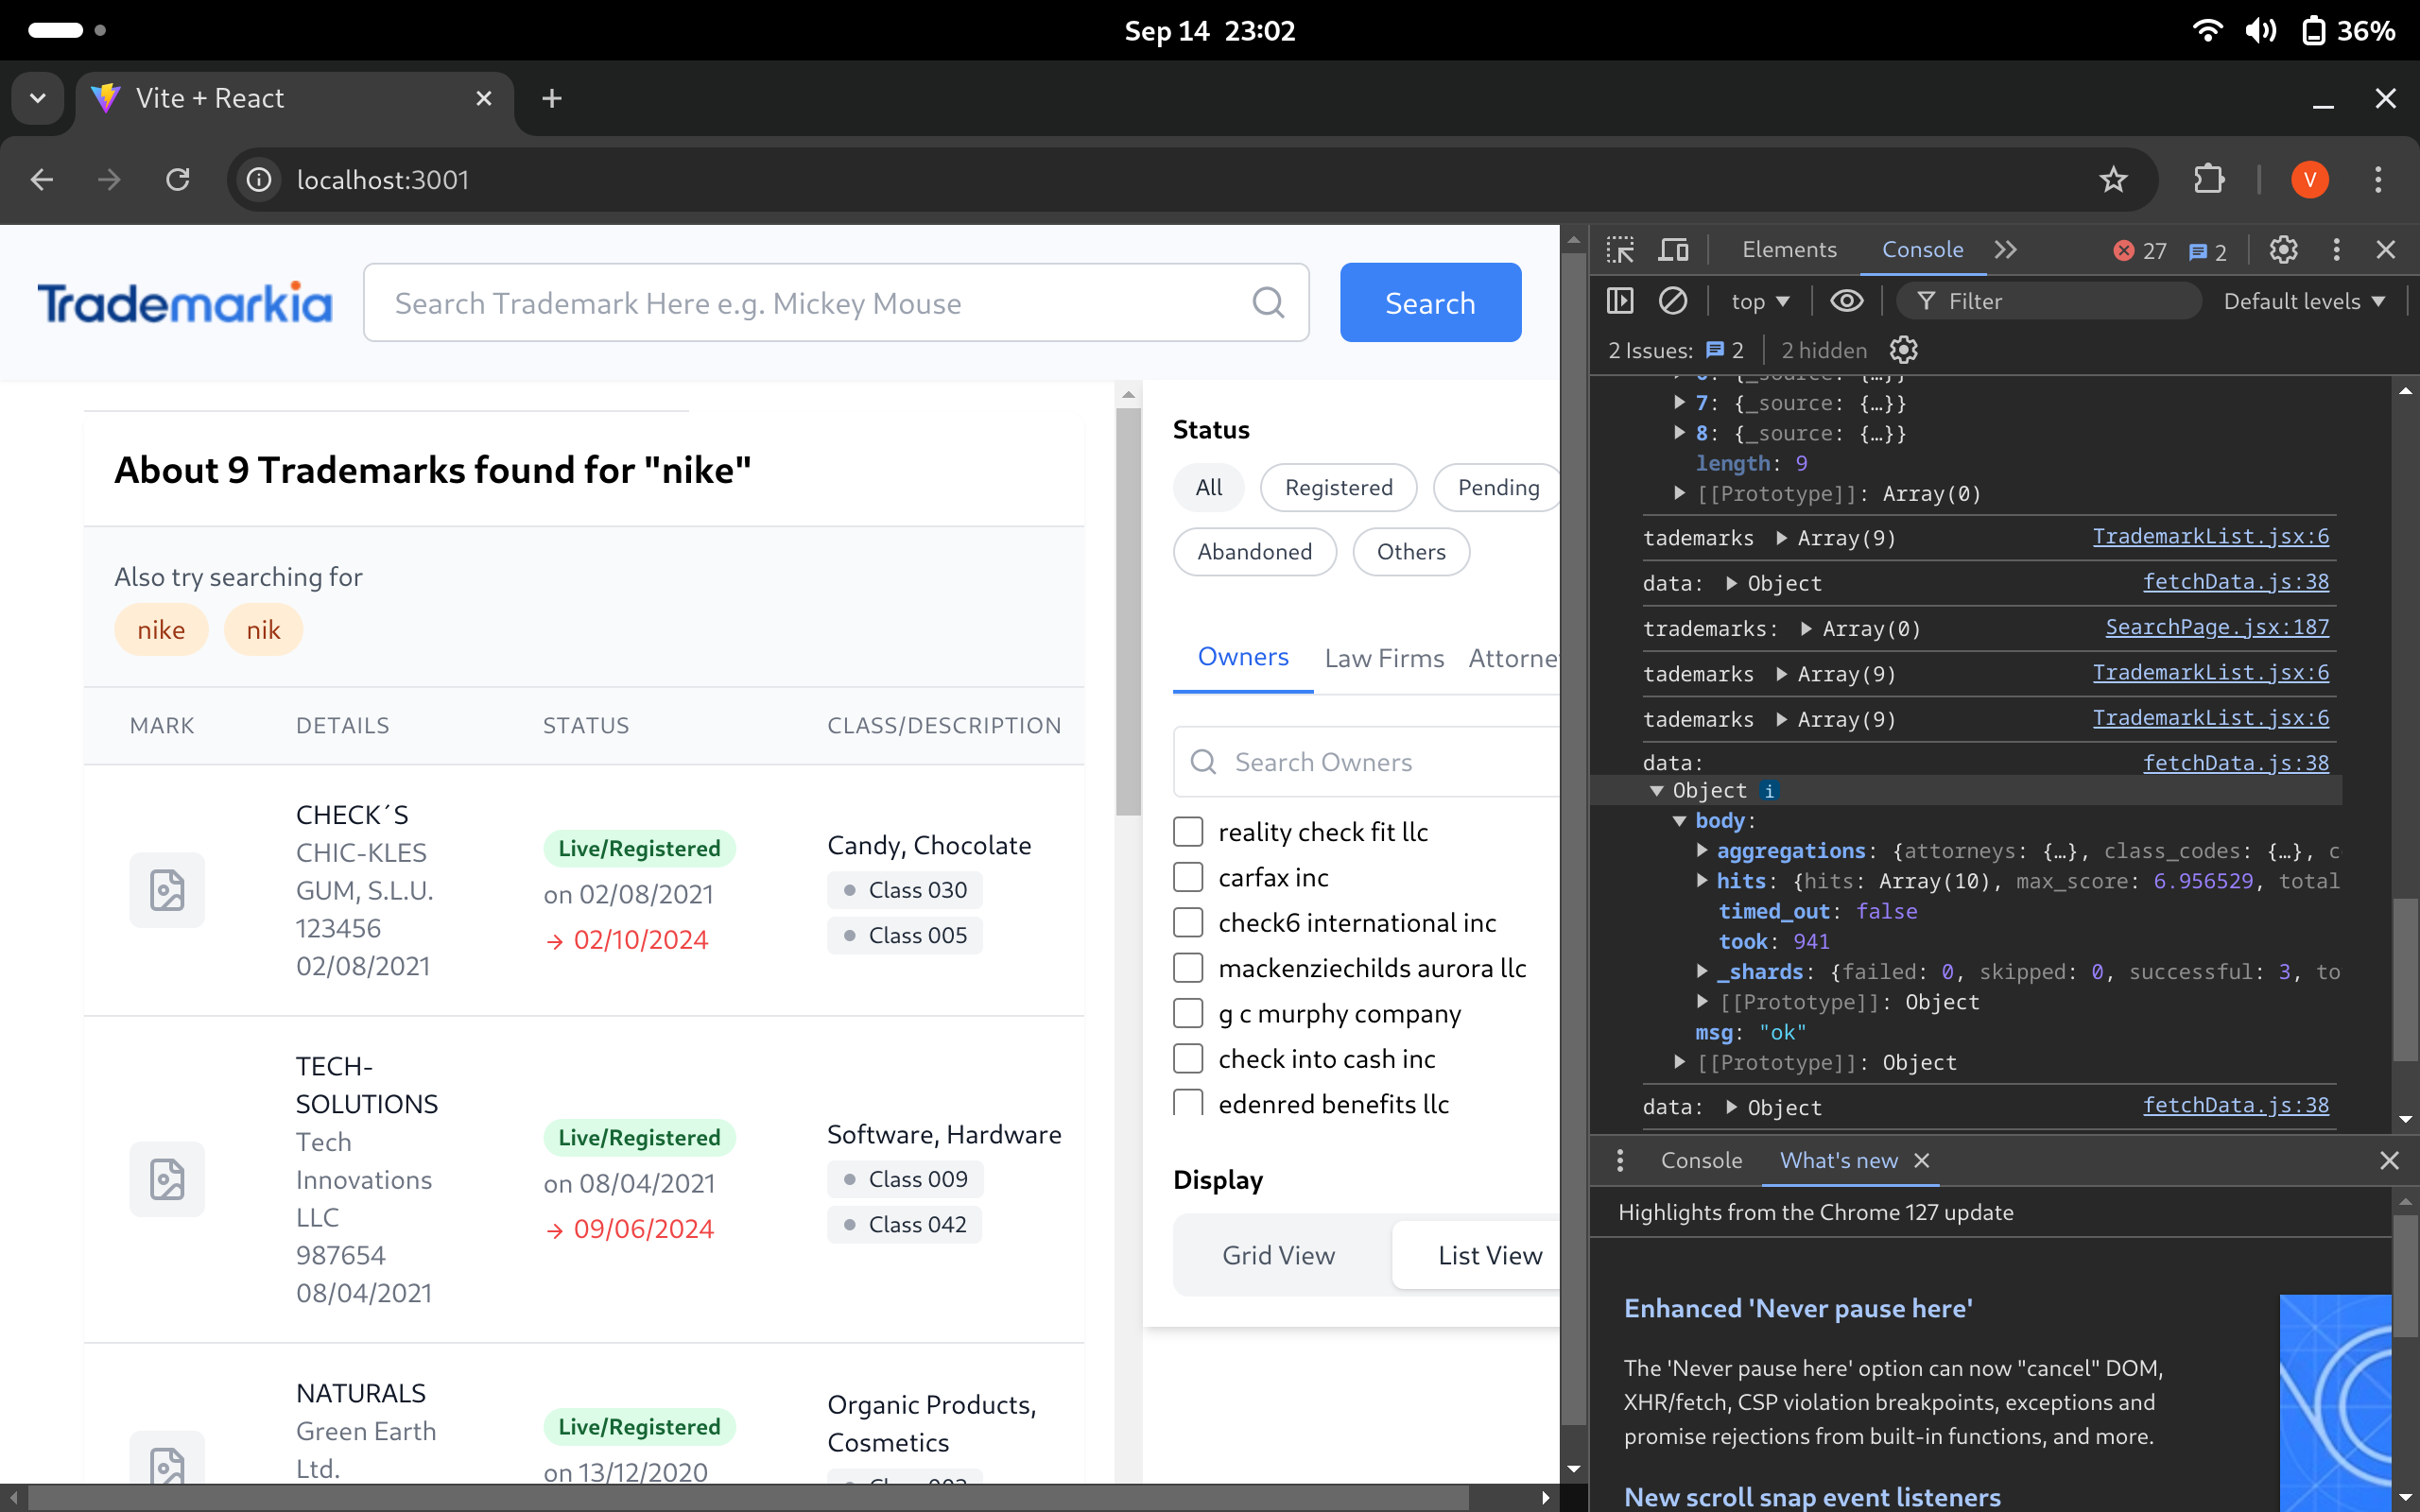 Sep 14 23:02
36%
Vite + React
localhost:3001
V
Trademarkia
Search Trademark Here e.g. Mickey Mouse
Search
About 9 Trademarks found for "nike"
Also try searching for
nike nik
MARK DETAILS STATUS CLASS/DESCRIPTION
CHECK´S
CHIC-KLES
GUM, S.L.U.
123456
02/08/2021
Live/Registered
on 02/08/2021
→ 02/10/2024
Candy, Chocolate
Class 030
Class 005
TECH-
SOLUTIONS
Tech
Innovations
LLC
987654
08/04/2021
Live/Registered
on 08/04/2021
→ 09/06/2024
Software, Hardware
Class 009
Class 042
NATURALS
Green Earth
Ltd.
Live/Registered
on 13/12/2020
Organic Products,
Cosmetics
Status
All Registered Pending
Abandoned Others
Owners Law Firms Attorne
Search Owners
reality check fit llc
carfax inc
check6 international inc
mackenziechilds aurora llc
g c murphy company
check into cash inc
edenred benefits llc
Display
Grid View List View
Elements Console 27 2
top Filter Default levels
2 Issues: 2 2 hidden
7: {_source: {…}}
8: {_source: {…}}
length: 9
[[Prototype]]: Array(0)
tademarks Array(9) TrademarkList.jsx:6
data: Object fetchData.js:38
trademarks: Array(0) SearchPage.jsx:187
tademarks Array(9) TrademarkList.jsx:6
tademarks Array(9) TrademarkList.jsx:6
data: fetchData.js:38
Object i
body:
aggregations: {attorneys: {…}, class_codes: {…}, c
hits: {hits: Array(10), max_score: 6.956529, total
timed_out: false
took: 941
_shards: {failed: 0, skipped: 0, successful: 3, to
[[Prototype]]: Object
msg: "ok"
[[Prototype]]: Object
data: Object fetchData.js:38
Console What's new
Highlights from the Chrome 127 update
Enhanced 'Never pause here'
The 'Never pause here' option can now "cancel" DOM,
XHR/fetch, CSP violation breakpoints, exceptions and
promise rejections from built-in functions, and more.
New scroll snap event listeners